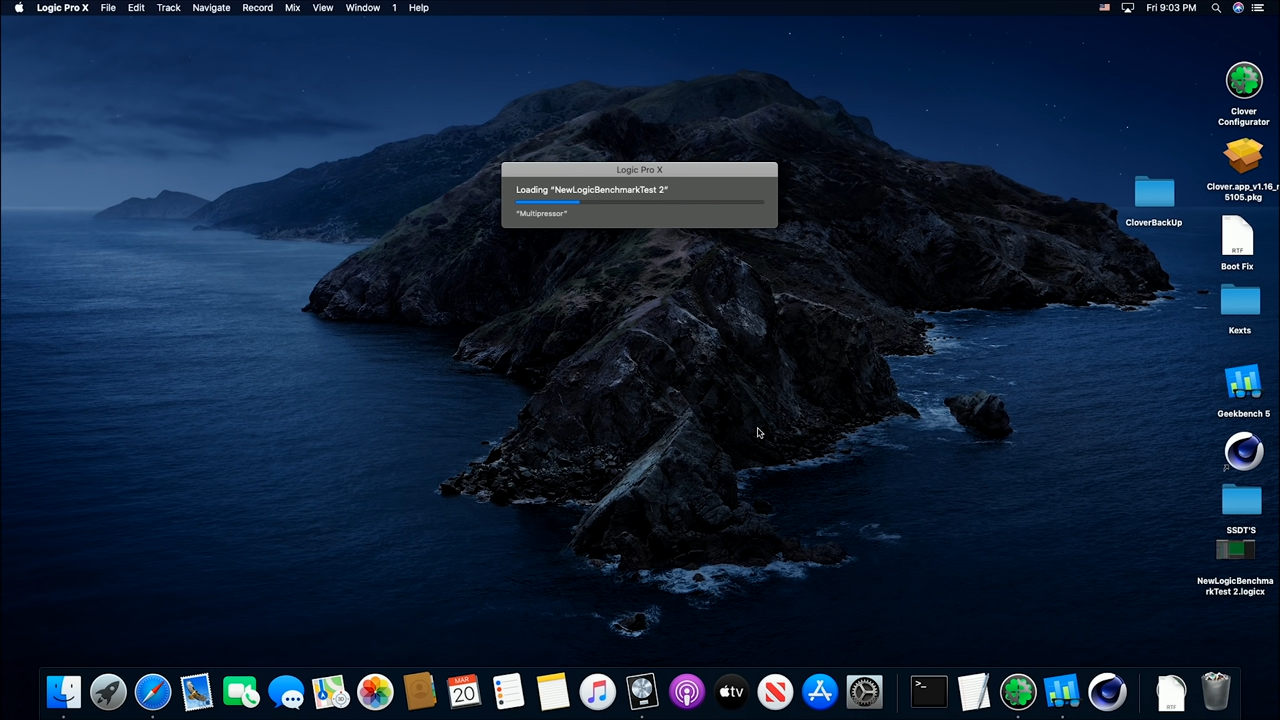 Logic Pro X File Edit Track Navigate Record Mix View Window 1 Help Fri 9:03 PM
Logic Pro X
Loading “NewLogicBenchmarkTest 2”
“Multipressor”
Clover
Configurator
Clover.app_v1.16_r
5105.pkg
CloverBackUp
RTF
Boot Fix
Kexts
Geekbench 5
SSDT'S
NewLogicBenchma
rkTest 2.logicx
MAR
20
tv
>_
RTF